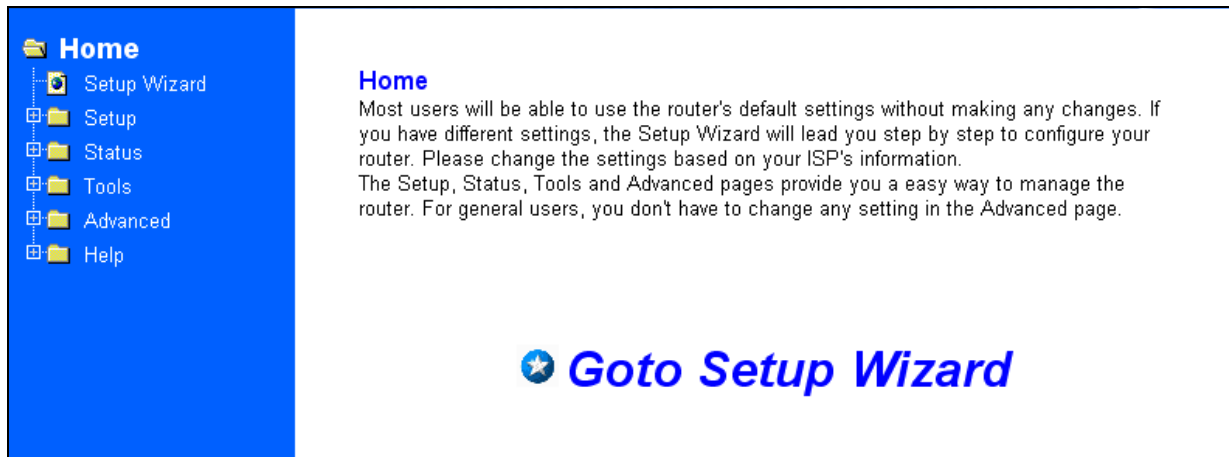 Home
Setup Wizard
Setup
Status
Tools
Advanced
Help
Home
Most users will be able to use the router's default settings without making any changes. If
you have different settings, the Setup Wizard will lead you step by step to configure your
router. Please change the settings based on your ISP's information.
The Setup, Status, Tools and Advanced pages provide you a easy way to manage the
router. For general users, you don't have to change any setting in the Advanced page.
Goto Setup Wizard